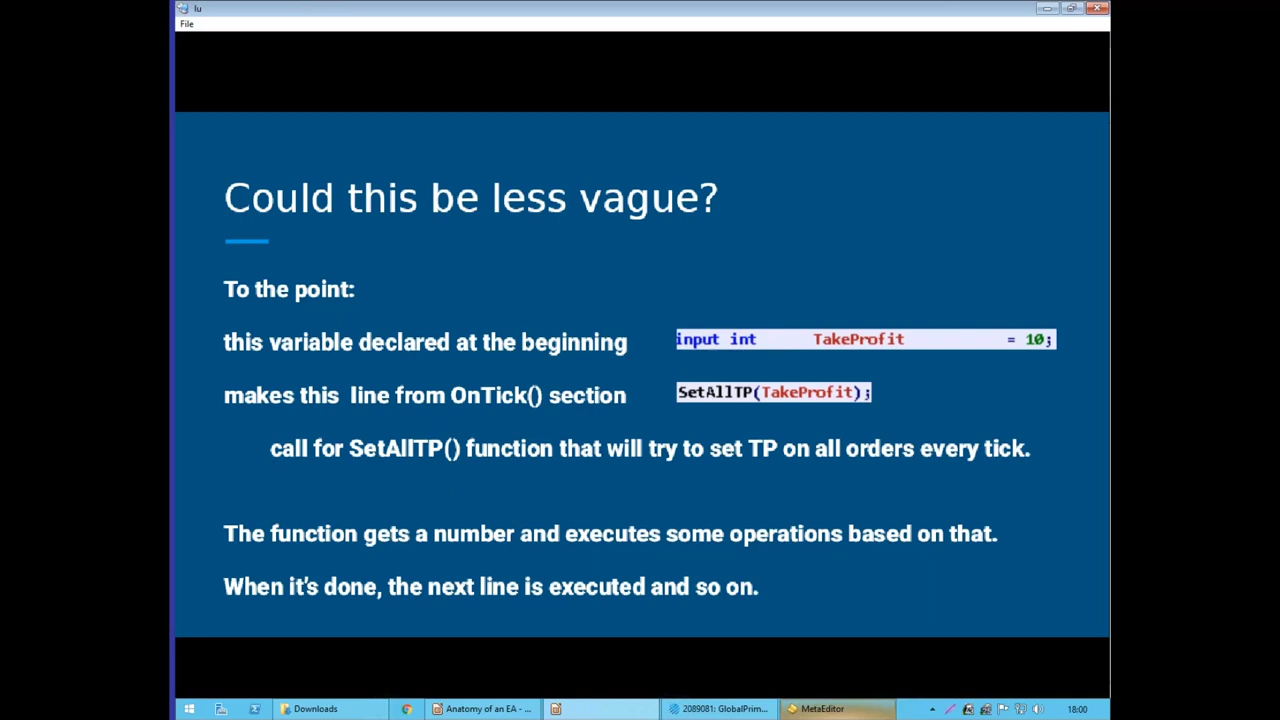 lu
File
Could this be less vague?
To the point:
this variable declared at the beginning
input int TakeProfit = 10;
makes this line from OnTick() section
SetAllTP(TakeProfit);
call for SetAllTP() function that will try to set TP on all orders every tick.
The function gets a number and executes some operations based on that.
When it's done, the next line is executed and so on.
Downloads
Anatomy of an EA - ...
2089081: GlobalPrim...
MetaEditor
18:00